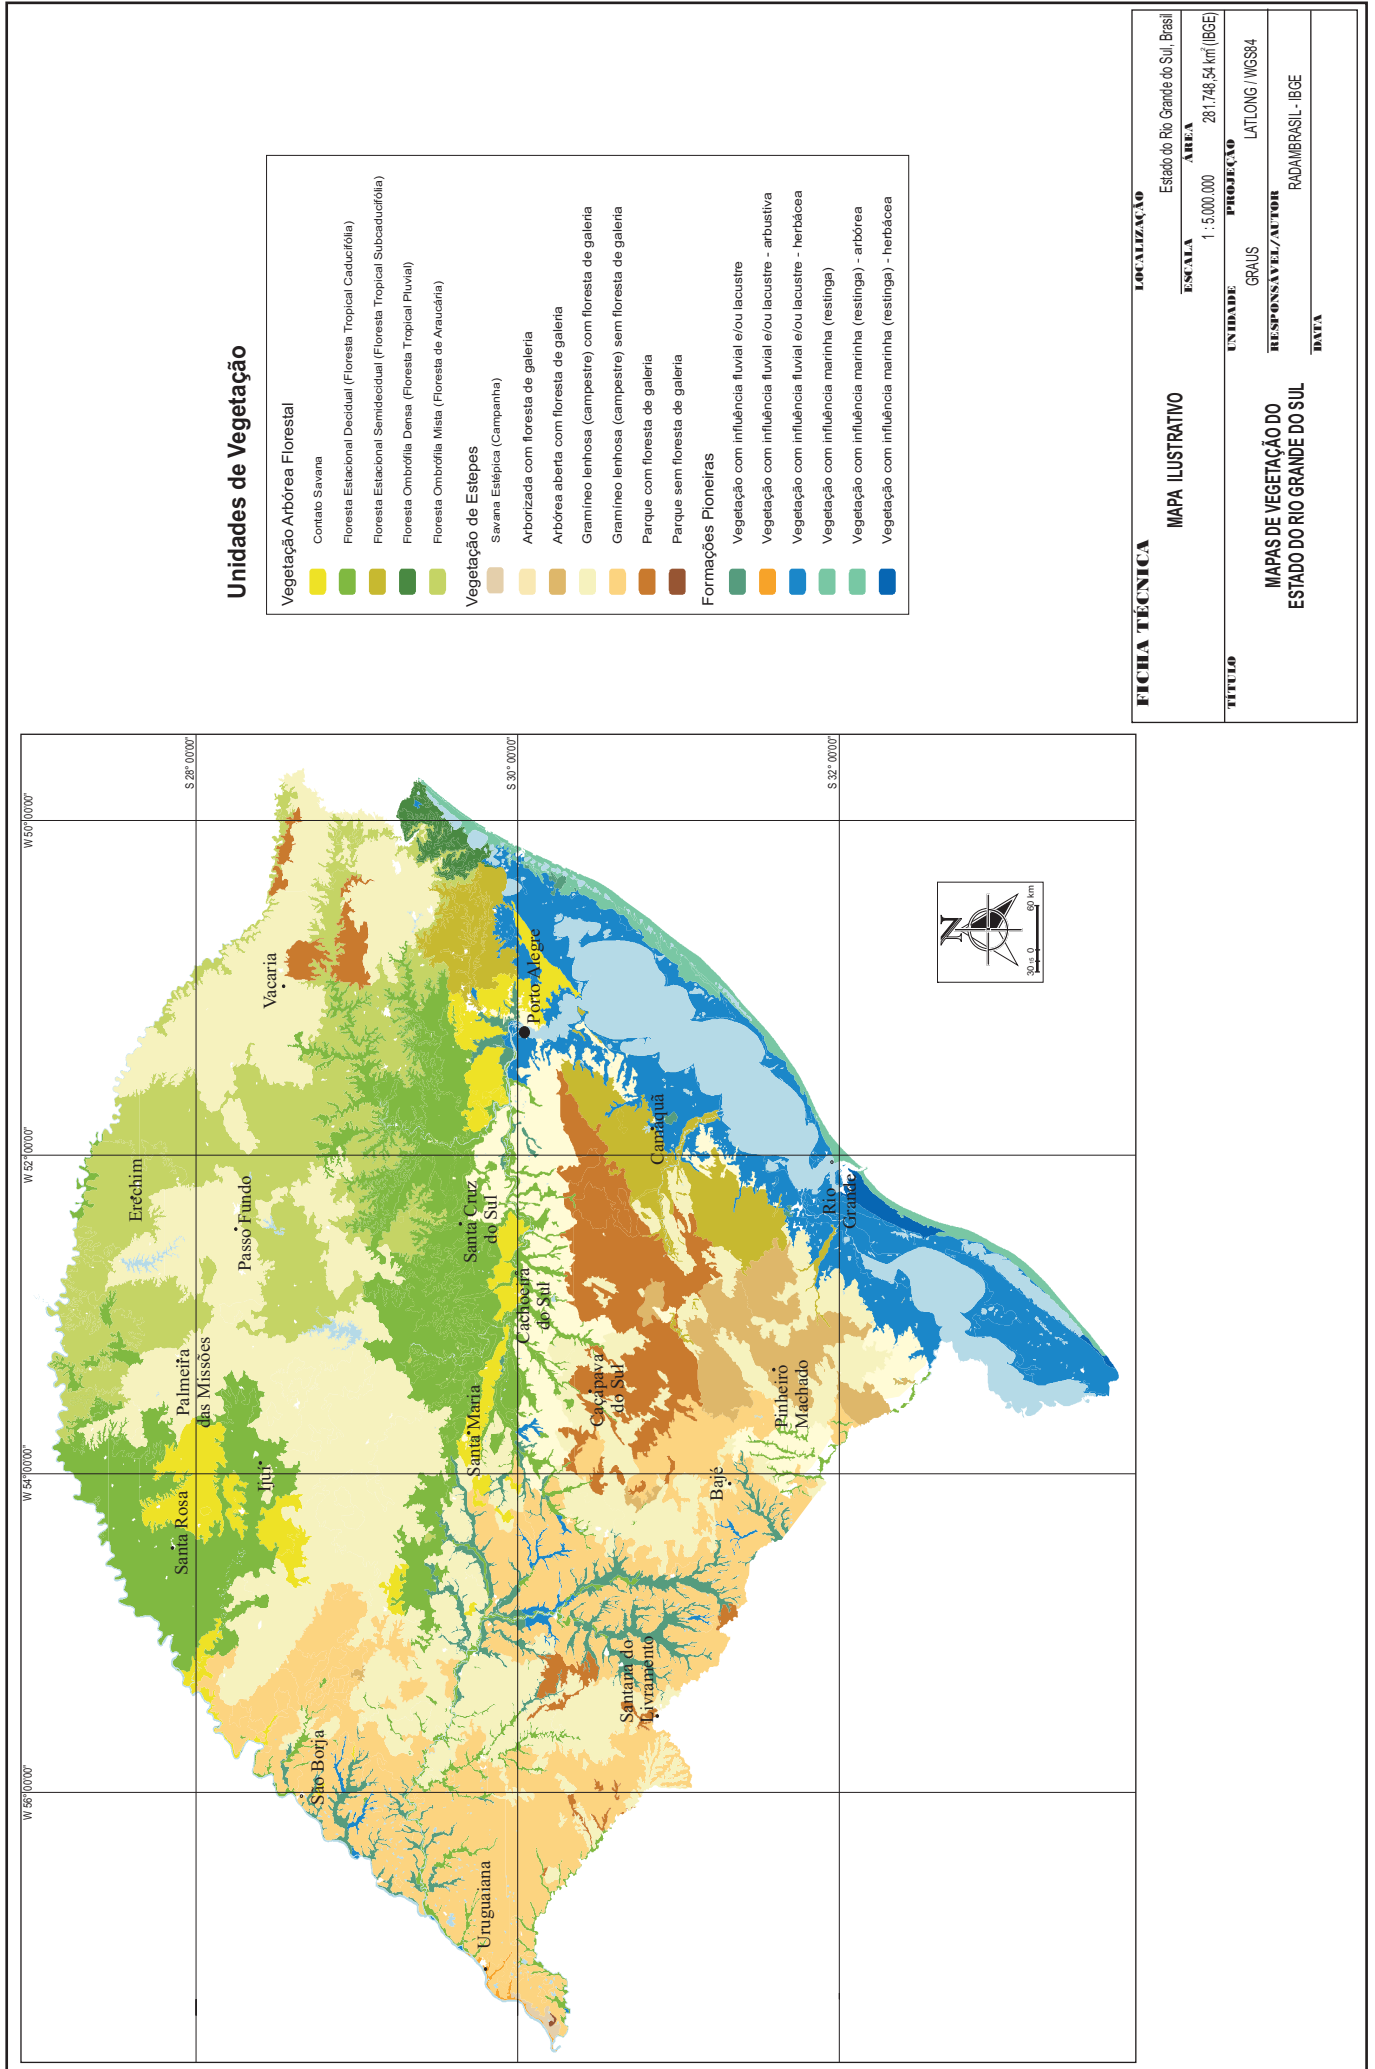 W 56° 00'00"
W 54° 00'00"
W 52° 00'00"
W 50° 00'00"
S 28° 00'00"
S 30° 00'00"
S 32° 00'00"
Erechim
Palmeira
das Missões
Santa Rosa
Passo Fundo
Ijuí
Vacaria
São Borja
Santa Cruz
do Sul
Santa Maria
Uruguaiana
Cachoeira
do Sul
Porto Alegre
Caçapava
do Sul
Santana do
Livramento
Camaquã
Bajé
Pinheiro
Machado
Rio
Grande
N
30 15 0 60 km
Unidades de Vegetação
Vegetação Arbórea Florestal
Contato Savana
Floresta Estacional Decidual (Floresta Tropical Caducifólia)
Floresta Estacional Semidecidual (Floresta Tropical Subcaducifólia)
Floresta Ombrófila Densa (Floresta Tropical Pluvial)
Floresta Ombrófila Mista (Floresta de Araucária)
Vegetação de Estepes
Savana Estépica (Campanha)
Arborizada com floresta de galeria
Arbórea aberta com floresta de galeria
Gramíneo lenhosa (campestre) com floresta de galeria
Gramíneo lenhosa (campestre) sem floresta de galeria
Parque com floresta de galeria
Parque sem floresta de galeria
Formações Pioneiras
Vegetação com influência fluvial e/ou lacustre
Vegetação com influência fluvial e/ou lacustre - arbustiva
Vegetação com influência fluvial e/ou lacustre - herbácea
Vegetação com influência marinha (restinga)
Vegetação com influência marinha (restinga) - arbórea
Vegetação com influência marinha (restinga) - herbácea
FICHA TÉCNICA
MAPA ILUSTRATIVO
LOCALIZAÇÃO
Estado do Rio Grande do Sul, Brasil
ESCALA
1 : 5.000.000
ÁREA
281.748,54 km² (IBGE)
TÍTULO
MAPAS DE VEGETAÇÃO DO
ESTADO DO RIO GRANDE DO SUL
UNIDADE
GRAUS
PROJEÇÃO
LATLONG / WGS84
RESPONSÁVEL/AUTOR
RADAMBRASIL - IBGE
DATA